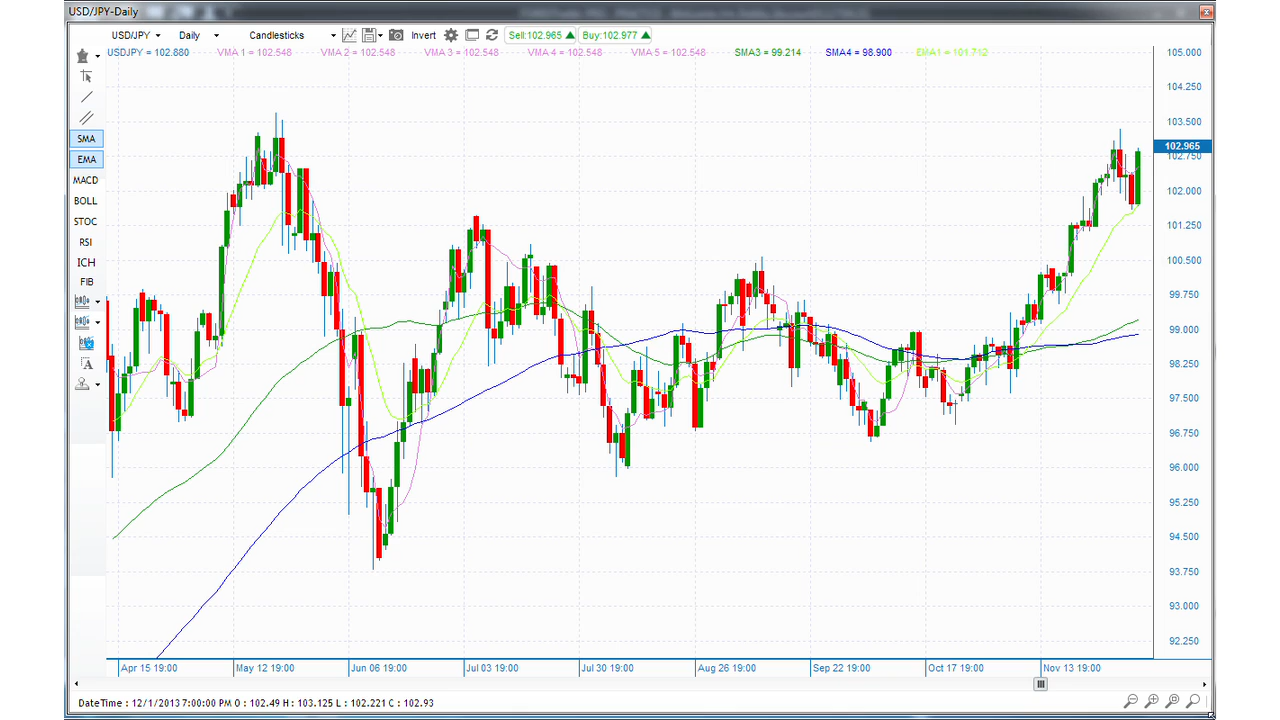 USD/JPY-Daily
USD/JPY Daily Candlesticks Invert Sell:102.965 Buy:102.977
USDJPY = 102.880 VMA 1 = 102.548 VMA 2 = 102.548 VMA 3 = 102.548 VMA 4 = 102.548 VMA 5 = 102.548 SMA3 = 99.214 SMA4 = 98.900 EMA1 = 101.712
SMA
EMA
MACD
BOLL
STOC
RSI
ICH
FIB
A
105.000
104.250
103.500
102.965
102.750
102.000
101.250
100.500
99.750
99.000
98.250
97.500
96.750
96.000
95.250
94.500
93.750
93.000
92.250
Apr 15 19:00 May 12 19:00 Jun 06 19:00 Jul 03 19:00 Jul 30 19:00 Aug 26 19:00 Sep 22 19:00 Oct 17 19:00 Nov 13 19:00
DateTime : 12/1/2013 7:00:00 PM O : 102.49 H : 103.125 L : 102.221 C : 102.93